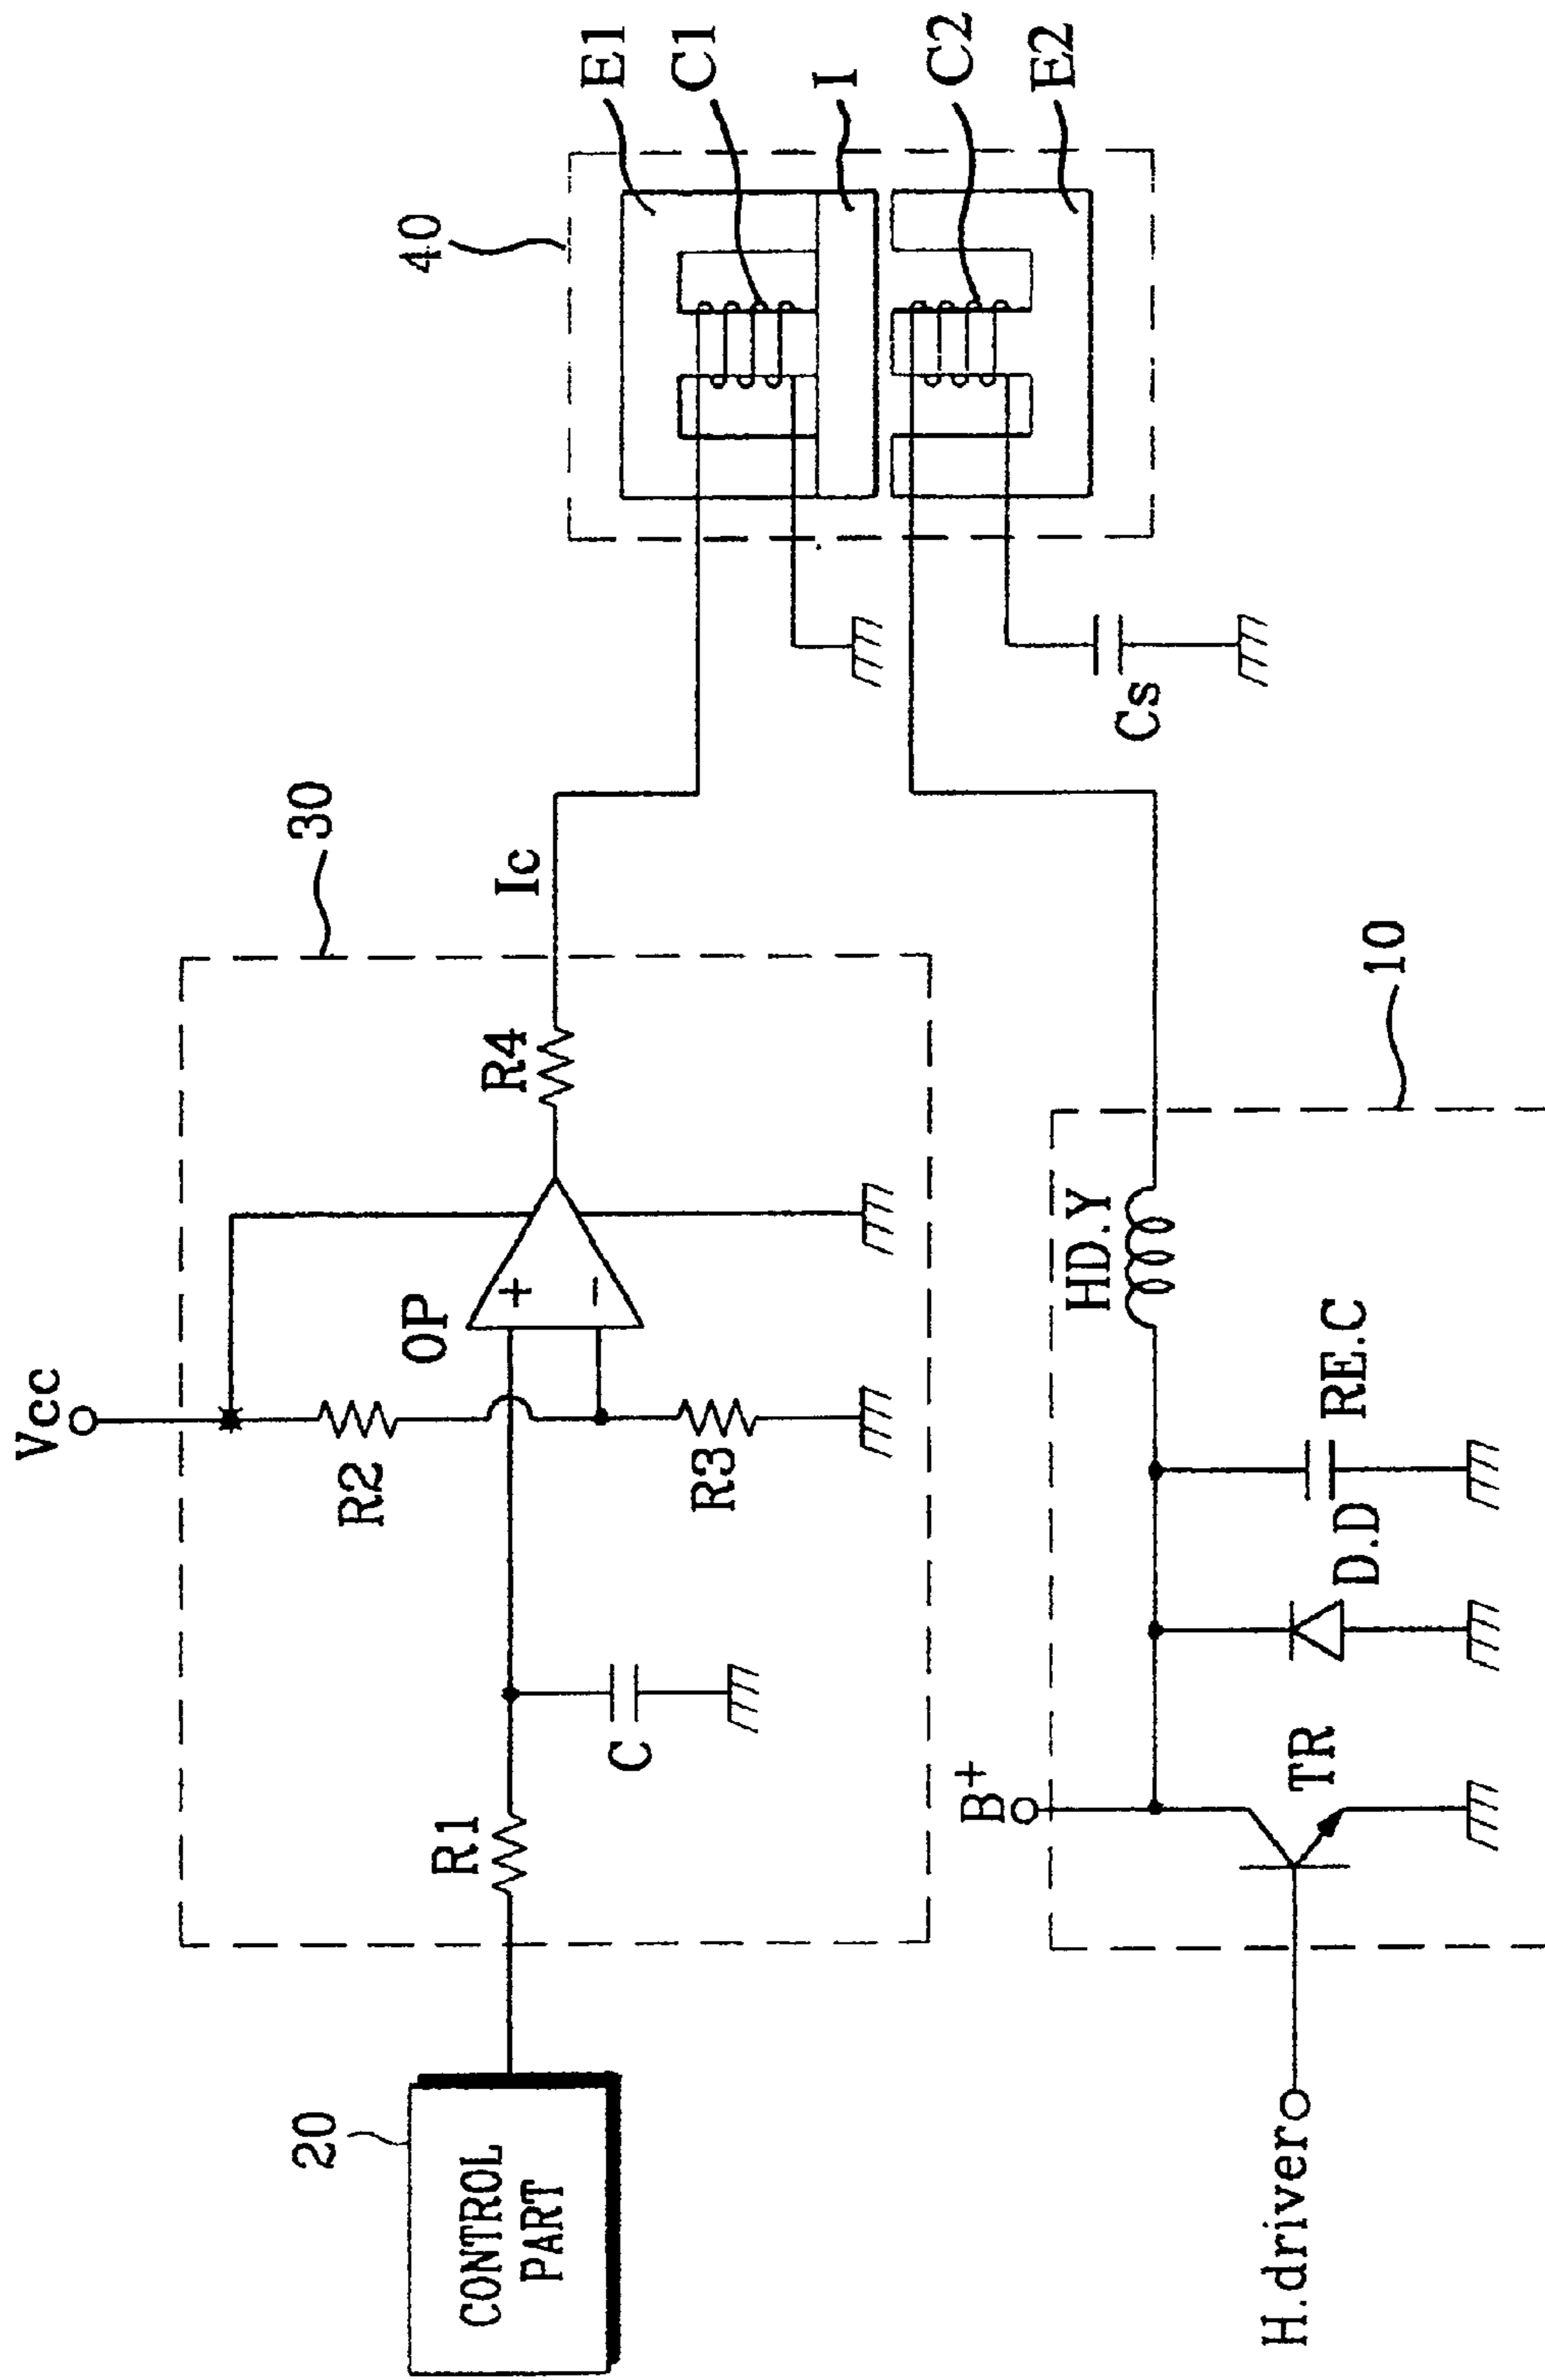 Vcc
30
40
E1
C1
I
C2
E2
20
CONTROL
PART
R1
C
R2
R3
OP
+
−
R4
Ic
Cs
10
B+
H.driver
TR
D.D
RE.C
HD.Y